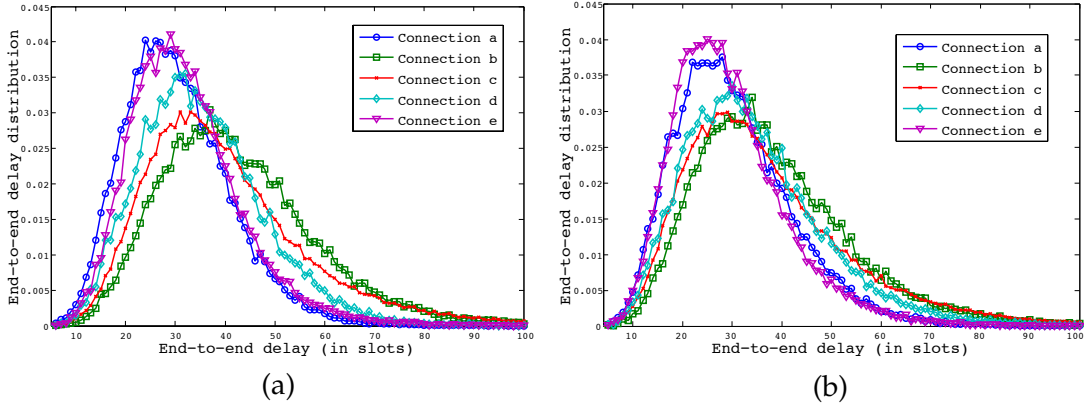 0.045
0.04
0.035
0.03
0.025
0.02
0.015
0.01
0.005
0
10 20 30 40 50 60 70 80 90 100
End-to-end delay distribution
End-to-end delay (in slots)
Connection a
Connection b
Connection c
Connection d
Connection e
(a)
0.045
0.04
0.035
0.03
0.025
0.02
0.015
0.01
0.005
0
10 20 30 40 50 60 70 80 90 100
End-to-end delay distribution
End-to-end delay (in slots)
Connection a
Connection b
Connection c
Connection d
Connection e
(b)